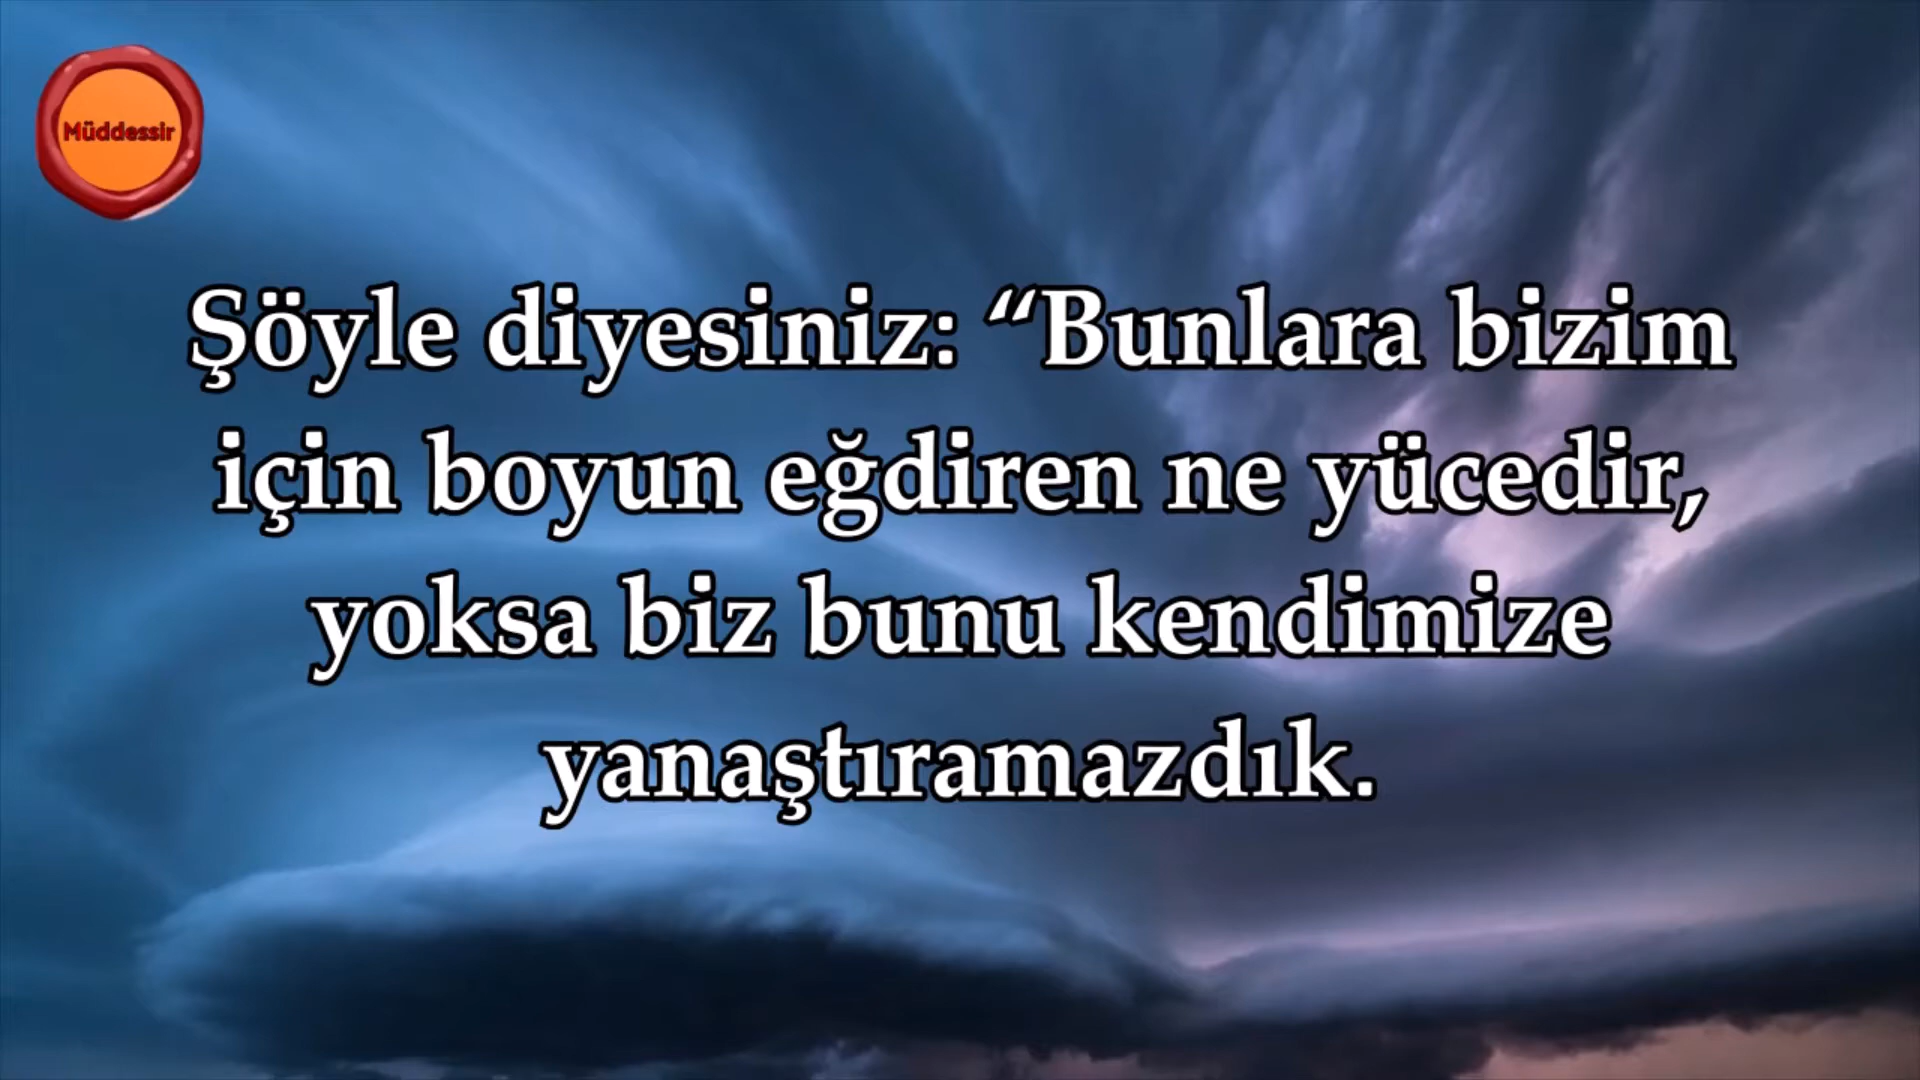 Müddessir
Şöyle diyesiniz: “Bunlara bizim
için boyun eğdiren ne yücedir,
yoksa biz bunu kendimize
yanaştıramazdık.